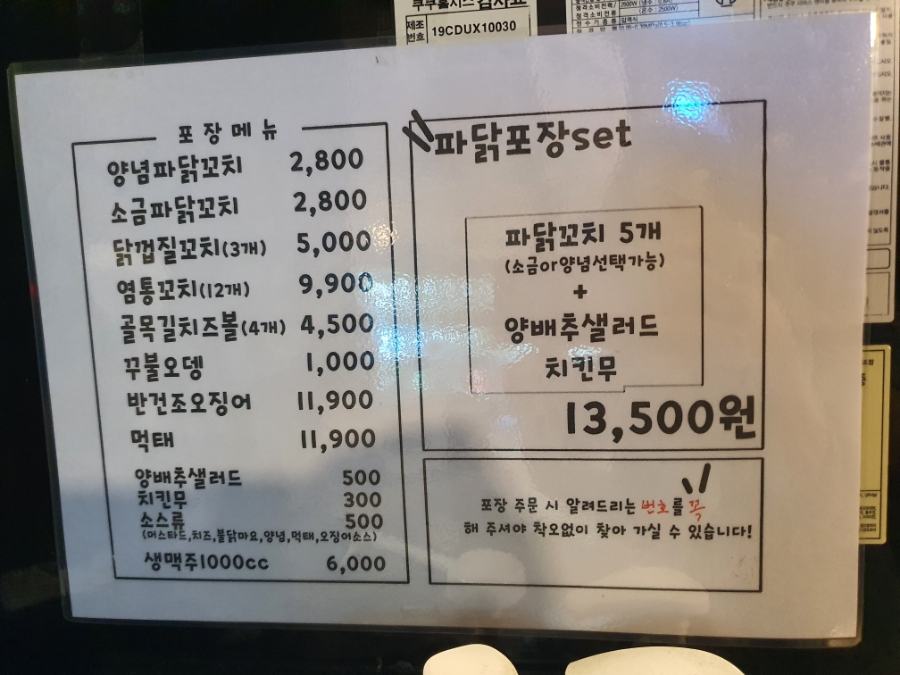 쿠쿠홈시스
제조
번호 19CDUX10030
포장메뉴
양념파닭꼬치 2,800
소금파닭꼬치 2,800
닭껍질꼬치(3개) 5,000
염통꼬치(12개) 9,900
골목길치즈볼(4개) 4,500
꾸불오뎅 1,000
반건조오징어 11,900
먹태 11,900
양배추샐러드 500
치킨무 300
소스류 500
(머스타드,치즈,불닭마요,양념,먹태,오징어소스)
생맥주1000cc 6,000
파닭포장set
파닭꼬치 5개
(소금or양념선택가능)
+
양배추샐러드
치킨무
13,500원
포장 주문 시 알려드리는 번호를 꼭
해 주셔야 착오없이 찾아 가실 수 있습니다!